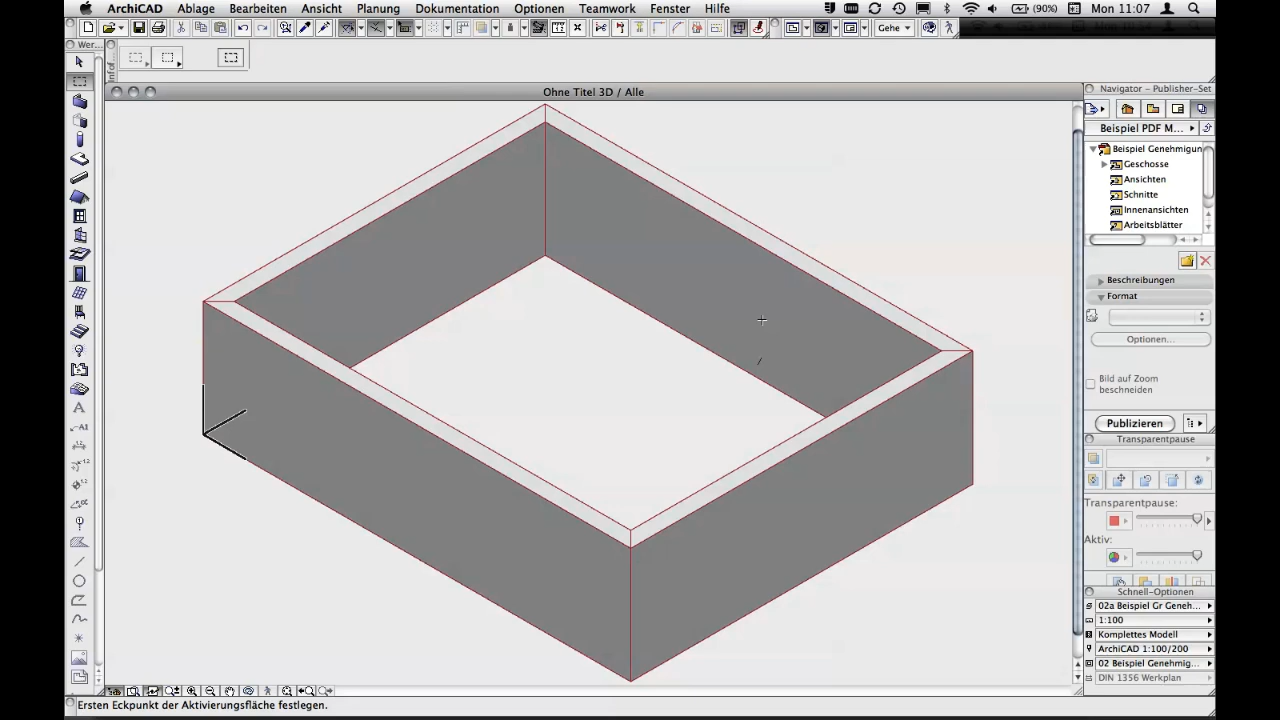 ArchiCAD Ablage Bearbeiten Ansicht Planung Dokumentation Optionen Teamwork Fenster Hilfe (90%) Mon 11:07
Gehe
Wer...
Ohne Titel 3D / Alle
Navigator - Publisher-Set
Beispiel PDF M...
Beispiel Genehmigun
Geschosse
Ansichten
Schnitte
Innenansichten
Arbeitsblätter
Beschreibungen
Format
Optionen...
Bild auf Zoom
beschneiden
Publizieren
Transparentpause
Transparentpause:
Aktiv:
Schnell-Optionen
02a Beispiel Gr Geneh...
1:100
Komplettes Modell
ArchiCAD 1:100/200
02 Beispiel Genehmig...
DIN 1356 Werkplan
Ersten Eckpunkt der Aktivierungsfläche festlegen.